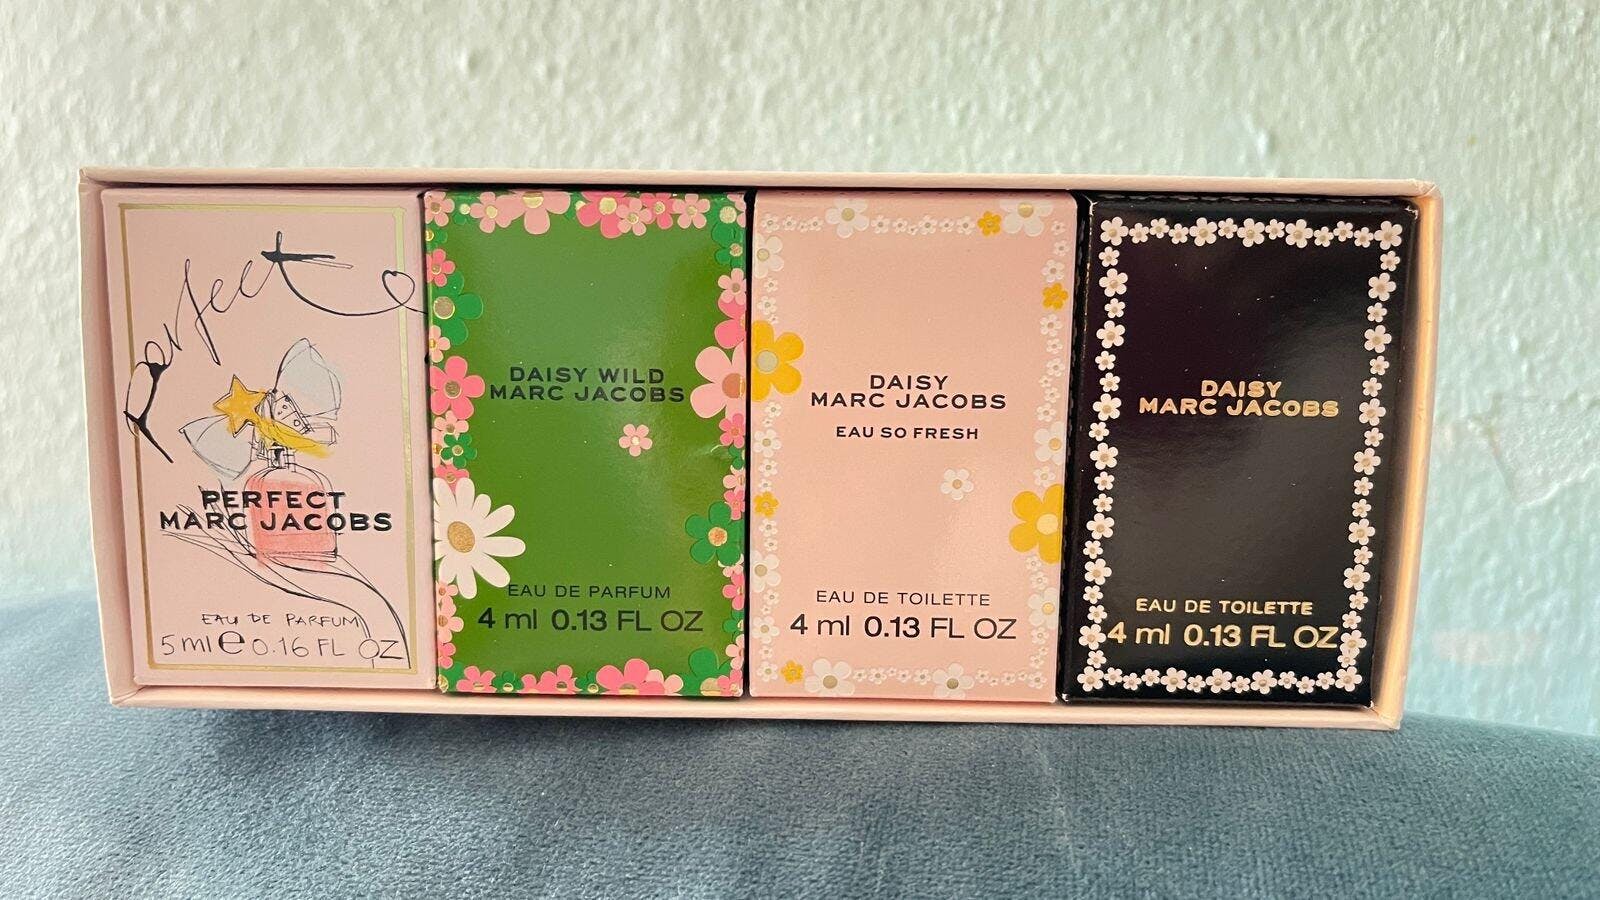 perfect
PERFECT
MARC JACOBS
EAU DE PARFUM
5 ml e 0.16 FL OZ
DAISY WILD
MARC JACOBS
EAU DE PARFUM
4 ml 0.13 FL OZ
DAISY
MARC JACOBS
EAU SO FRESH
EAU DE TOILETTE
4 ml 0.13 FL OZ
DAISY
MARC JACOBS
EAU DE TOILETTE
4 ml 0.13 FL OZ